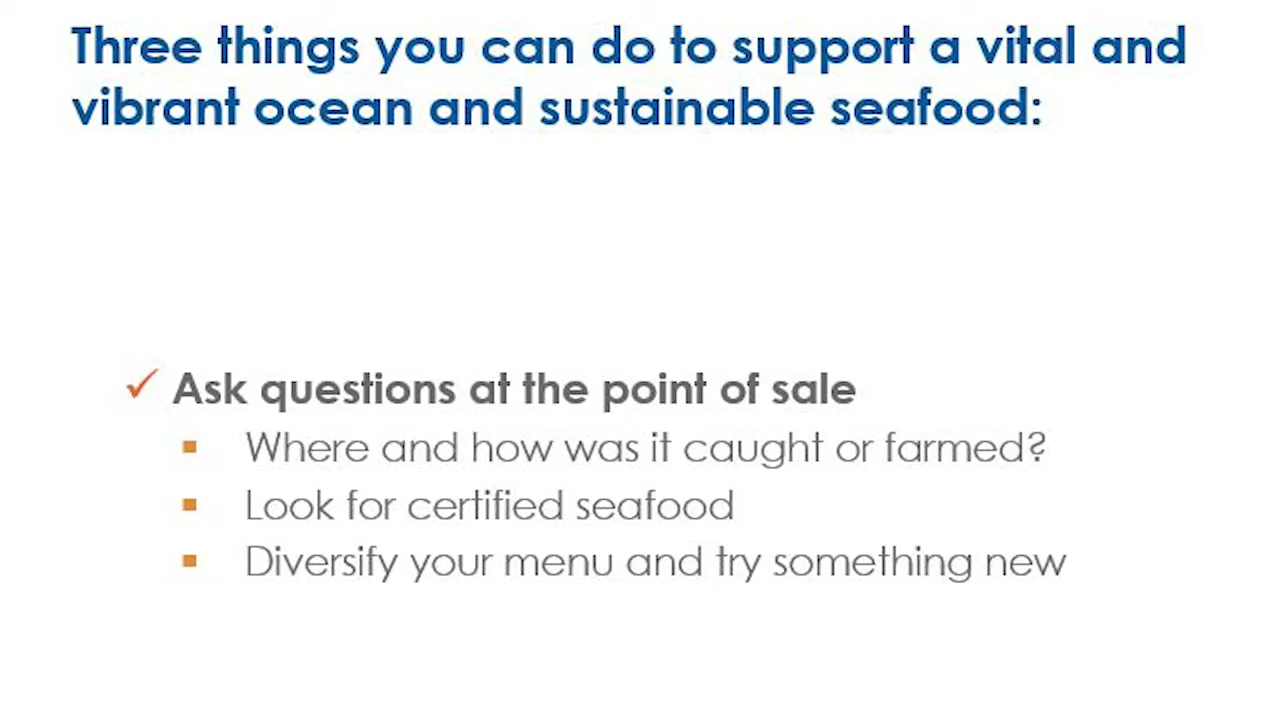 Three things you can do to support a vital and
vibrant ocean and sustainable seafood:
✓ Ask questions at the point of sale
▪ Where and how was it caught or farmed?
▪ Look for certified seafood
▪ Diversify your menu and try something new